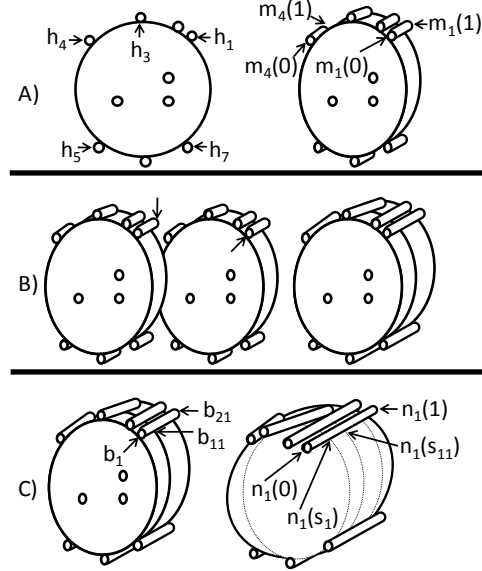 h₄
h₃
h₁
A)
h₅
h₇
m₄(1)
m₁(1)
m₄(0)
m₁(0)
B)
b₂₁
b₁
b₁₁
C)
n₁(1)
n₁(s₁₁)
n₁(0)
n₁(s₁)